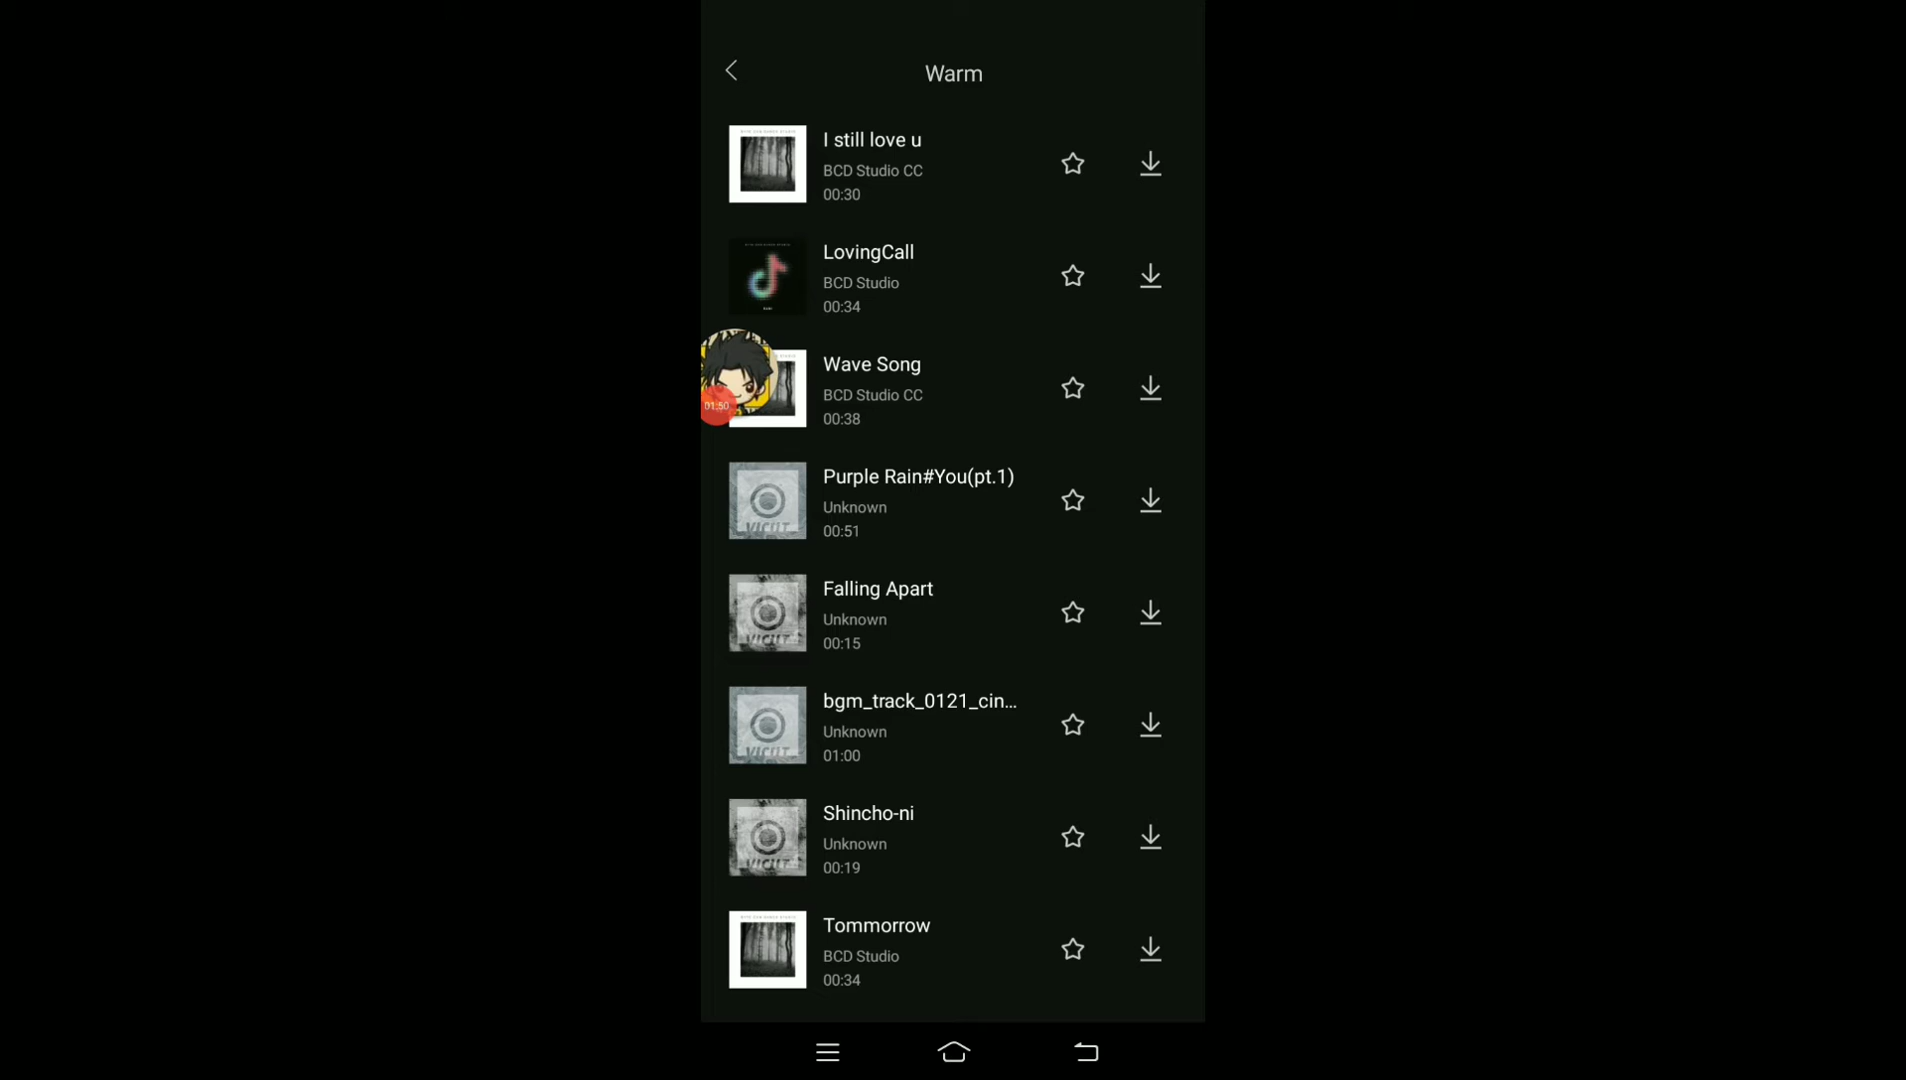 Warm
I still love u
BCD Studio CC
00:30
LovingCall
BCD Studio
00:34
Wave Song
BCD Studio CC
00:38
01:50
Purple Rain#You(pt.1)
Unknown
00:51
Falling Apart
Unknown
00:15
bgm_track_0121_cin...
Unknown
01:00
Shincho-ni
Unknown
00:19
Tommorrow
BCD Studio
00:34